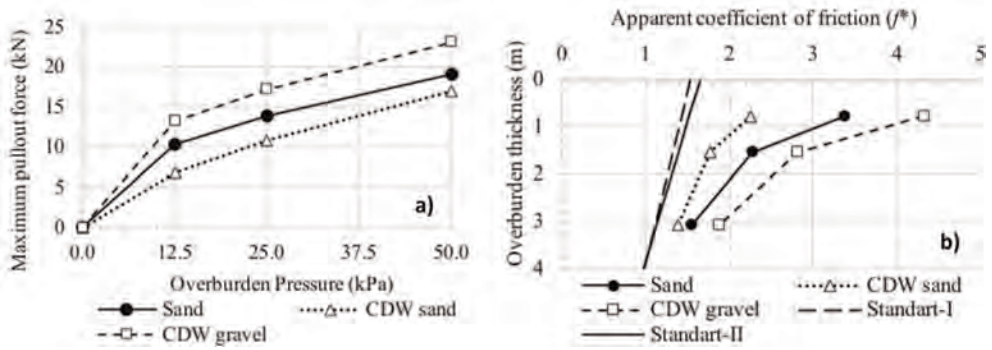 Maximum pullout force (kN)
25
20
15
10
5
0
0.0 12.5 25.0 37.5 50.0
Overburden Pressure (kPa)
a)
Sand
CDW sand
CDW gravel
Apparent coefficient of friction (f*)
0 1 2 3 4 5
Overburden thickness (m)
0
1
2
3
4
b)
Sand
CDW sand
CDW gravel
Standart-I
Standart-II